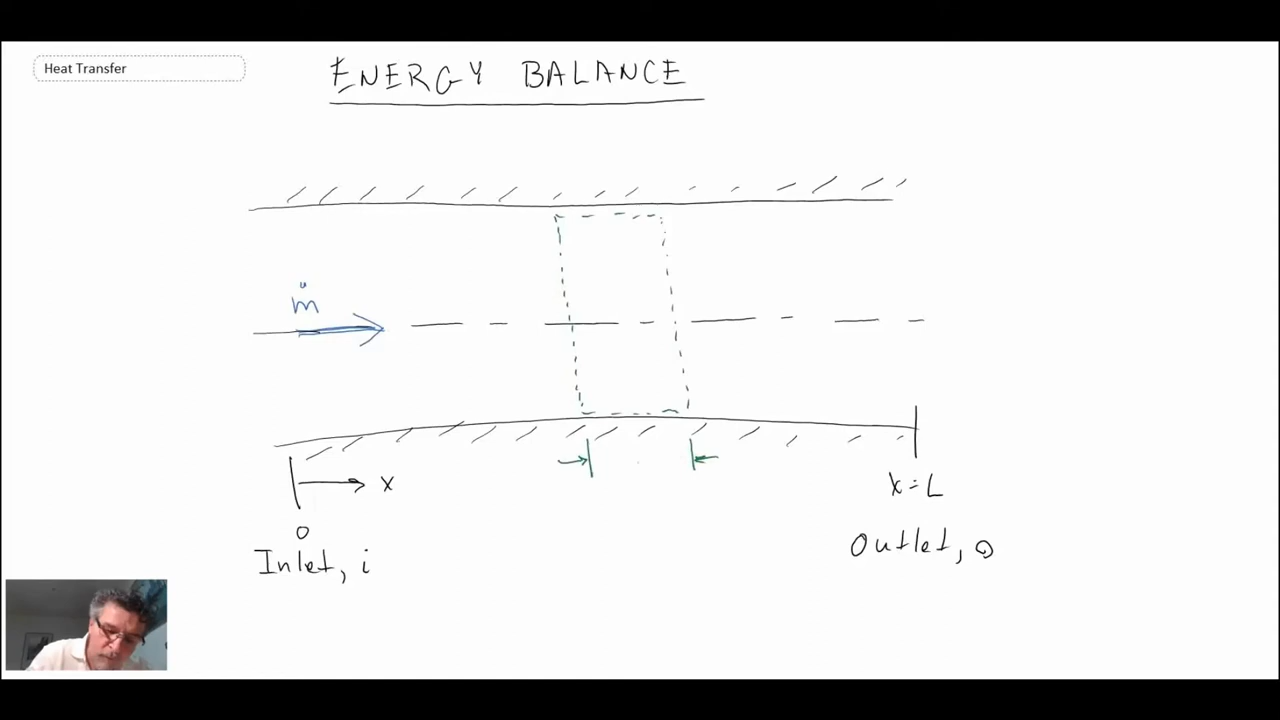 Heat Transfer
ENERGY BALANCE
ṁ
x
x = L
0
Inlet, i
Outlet, o